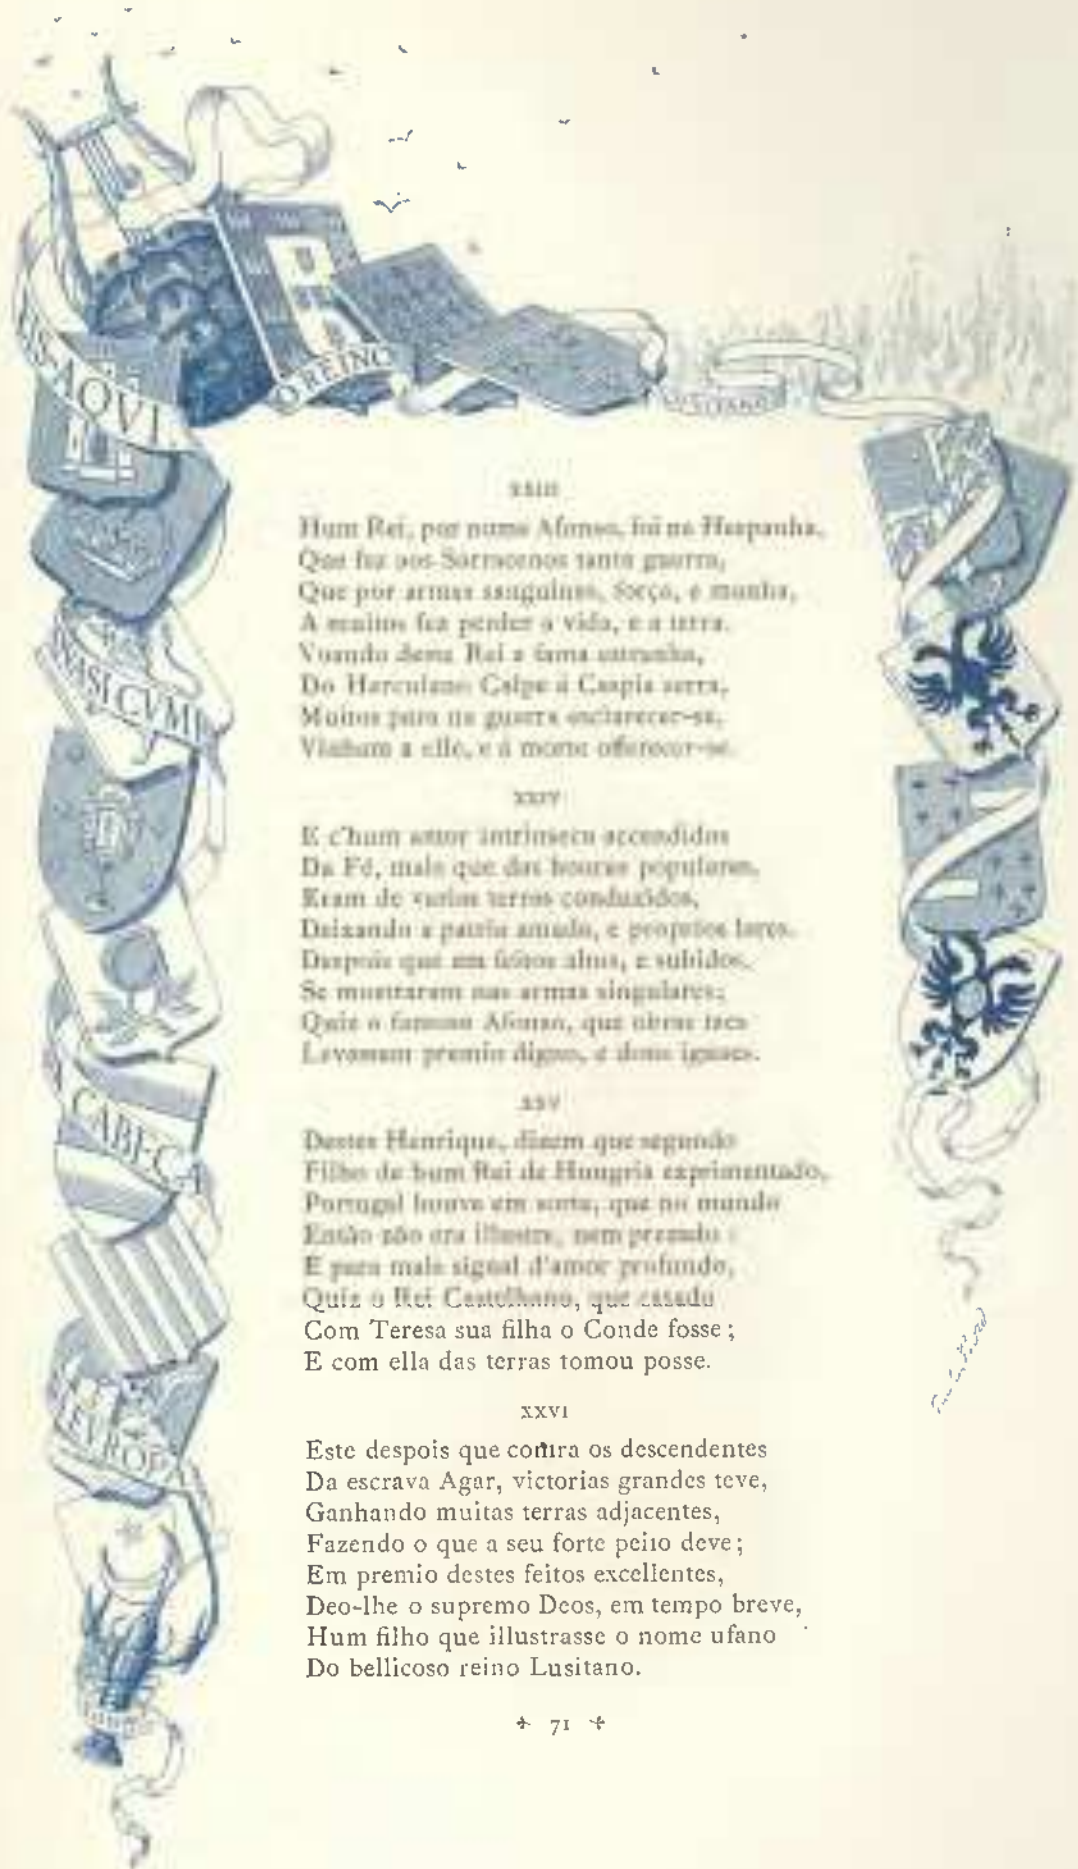 EIS-AQVI
O REINO
XXIII
Hum Rei, por nome Afonso, foi na Hespanha,
Que fez aos Sarracenos tanta guerra,
Que por armas sanguinas, força, e manha,
A muitos fez perder a vida, e a terra.
Voando deste Rei a fama estranha,
Do Herculano Calpe á Caspia serra,
Muitos para na guerra esclarecer-se,
Vinham a elle, e á morte offerecer-se.
XXIV
E c'hum amor intrinseco accendidos
Da Fé, mais que das honras populares,
Eram de varias terras conduzidos,
Deixando a patria amada, e proprios lares.
Despois que em feitos altos, e subidos,
Se mostraram nas armas singulares;
Quiz o famoso Afonso, que obras taes
Levassem premio digno, e dons iguaes.
XXV
Destes Henrique, dizem que segundo
Filho de hum Rei de Hungria exprimentado,
Portugal houve em sorte, que no mundo
Então não era illustre, nem prezado:
E para mais signal d'amor profundo,
Quiz o Rei Castelhano, que casado
Com Teresa sua filha o Conde fosse;
E com ella das terras tomou posse.
XXVI
Este despois que contra os descendentes
Da escrava Agar, victorias grandes teve,
Ganhando muitas terras adjacentes,
Fazendo o que a seu forte peito deve;
Em premio destes feitos excellentes,
Deo-lhe o supremo Deos, em tempo breve,
Hum filho que illustrasse o nome ufano
Do bellicoso reino Lusitano.
71